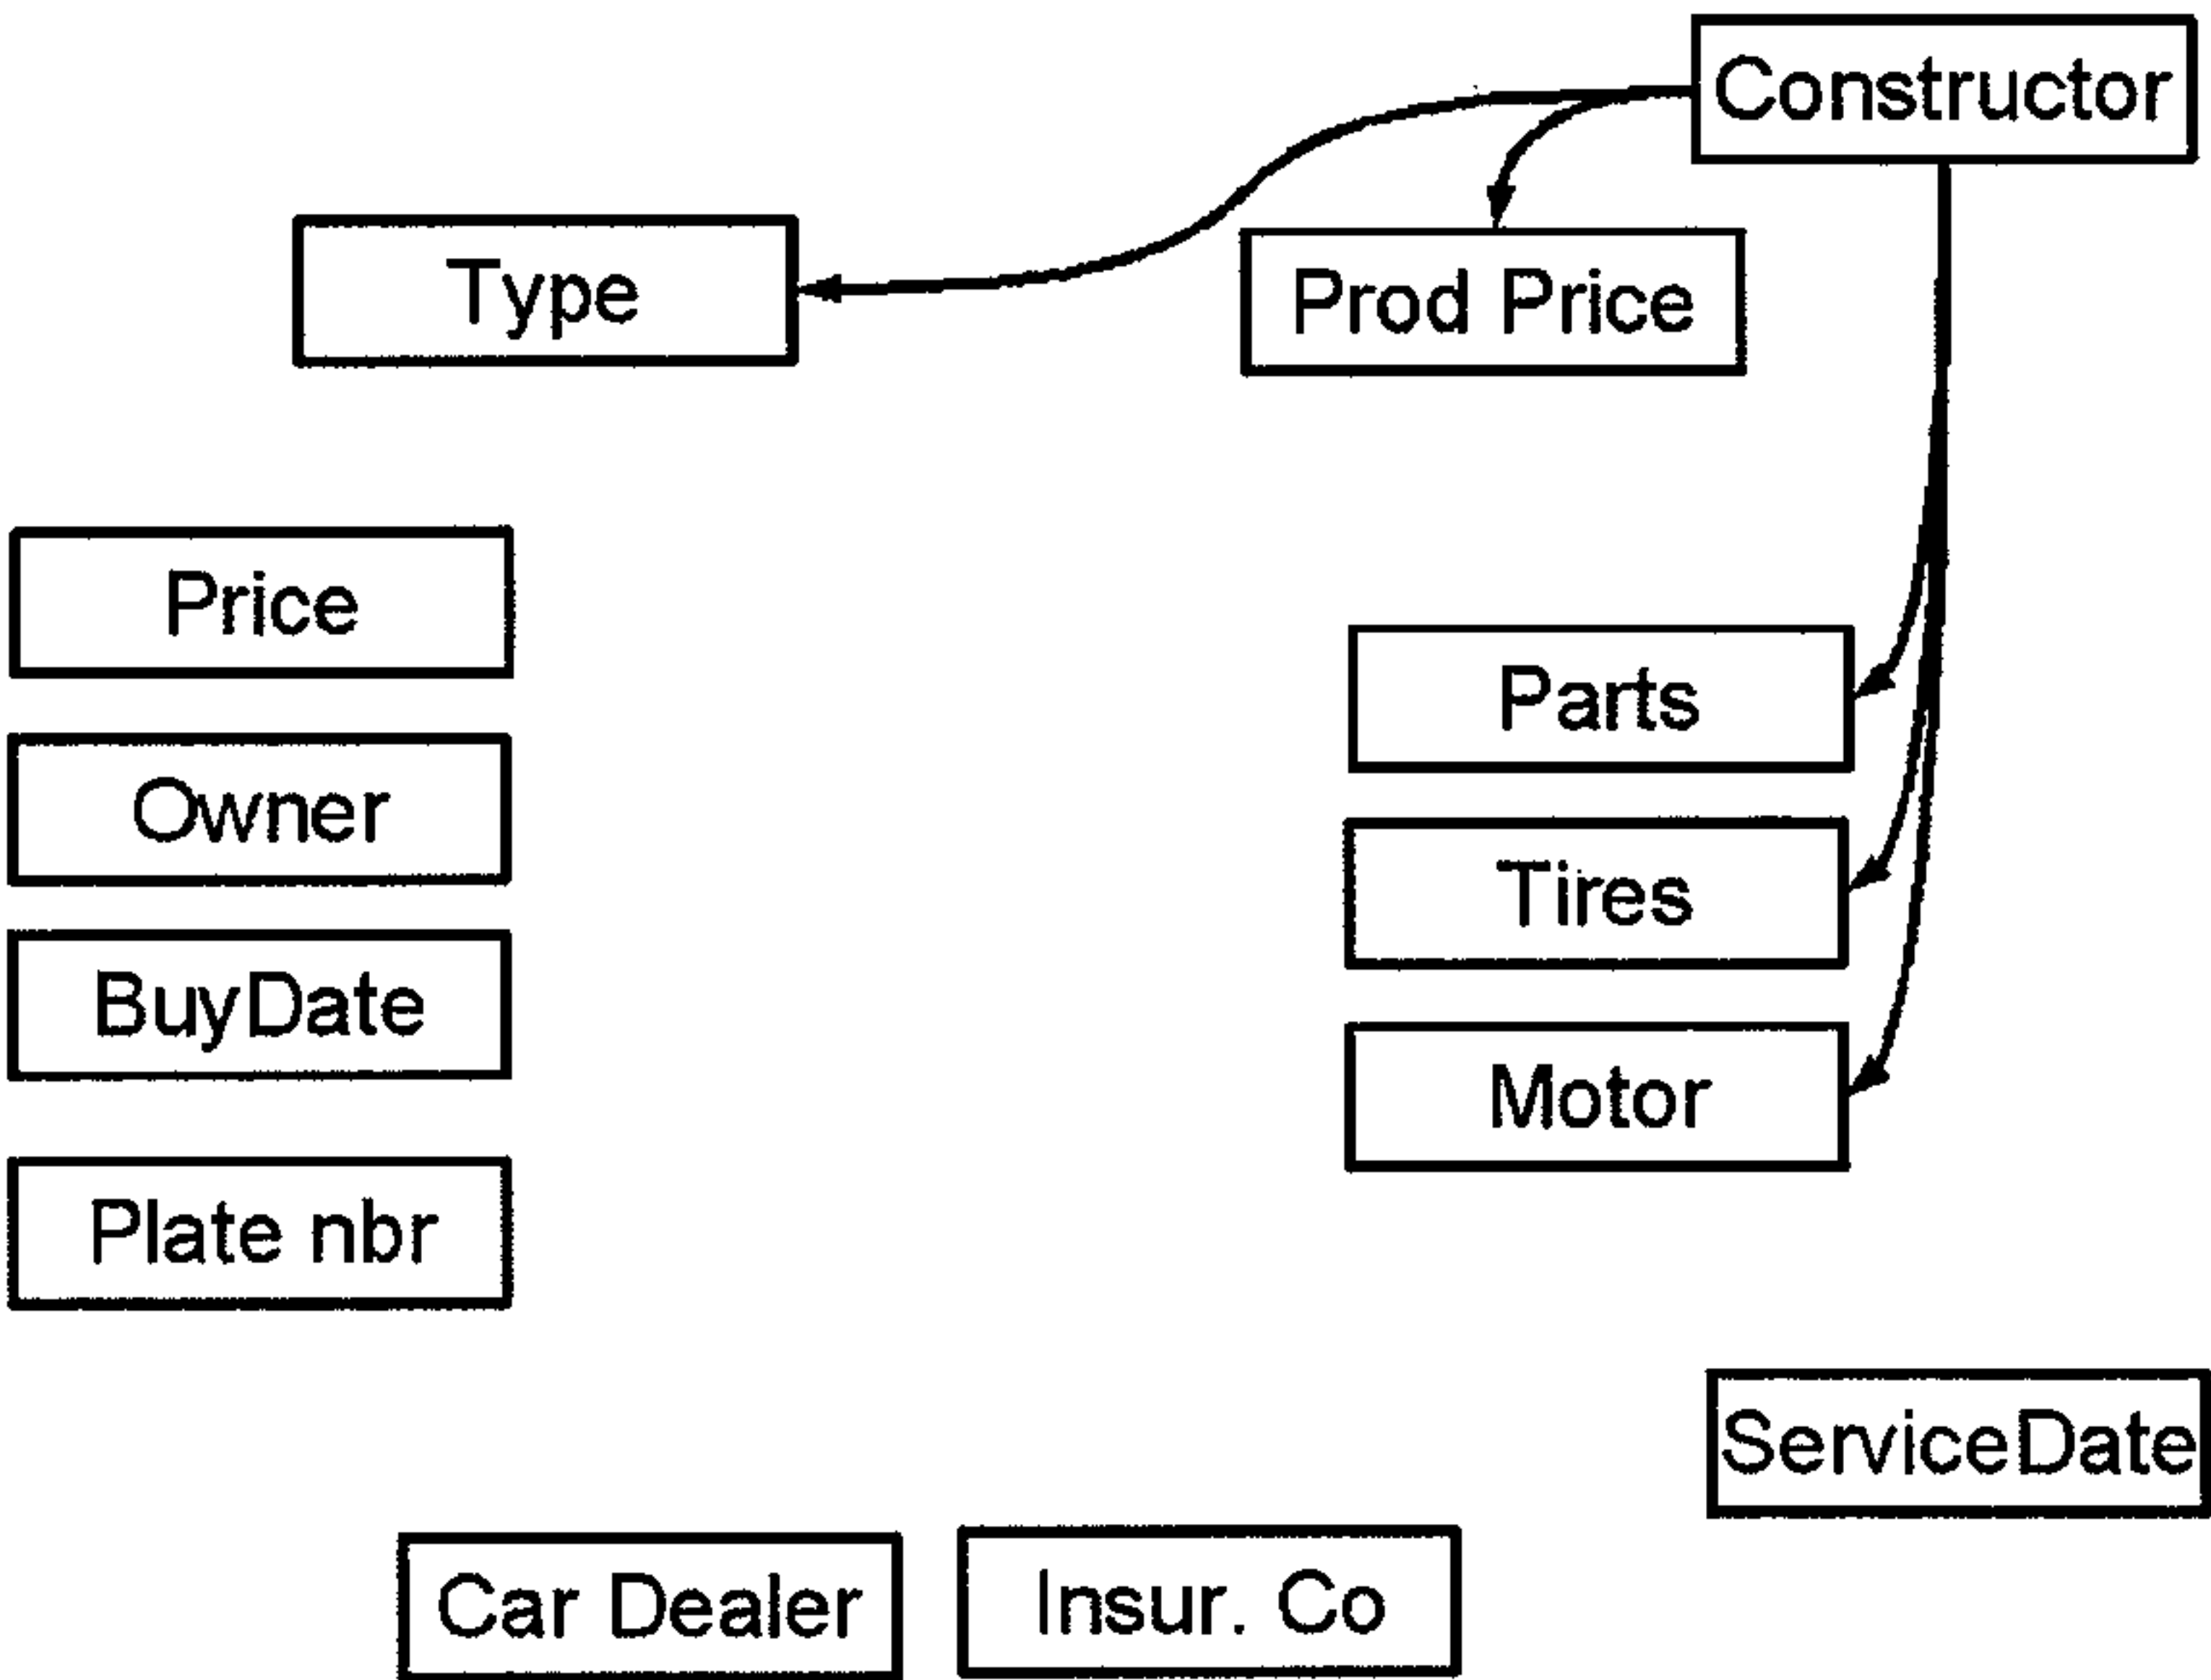 Constructor
Type
Prod Price
Price
Parts
Owner
Tires
BuyDate
Motor
Plate nbr
ServiceDate
Car Dealer
Insur. Co